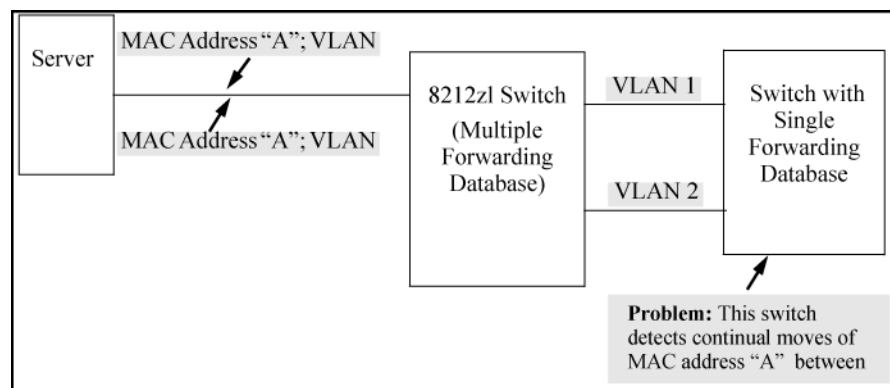 Server
MAC Address “A”; VLAN
MAC Address “A”; VLAN
8212zl Switch
(Multiple
Forwarding
Database)
VLAN 1
VLAN 2
Switch with
Single
Forwarding
Database
Problem: This switch
detects continual moves of
MAC address “A” between